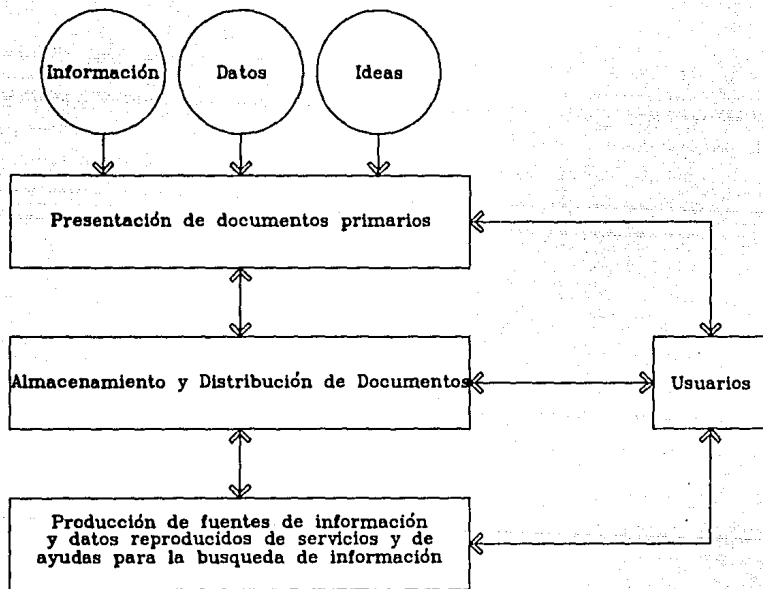 Información
Datos
Ideas
Presentación de documentos primarios
Almacenamiento y Distribución de Documentos
Usuarios
Producción de fuentes de información
y datos reproducidos de servicios y de
ayudas para la busqueda de información